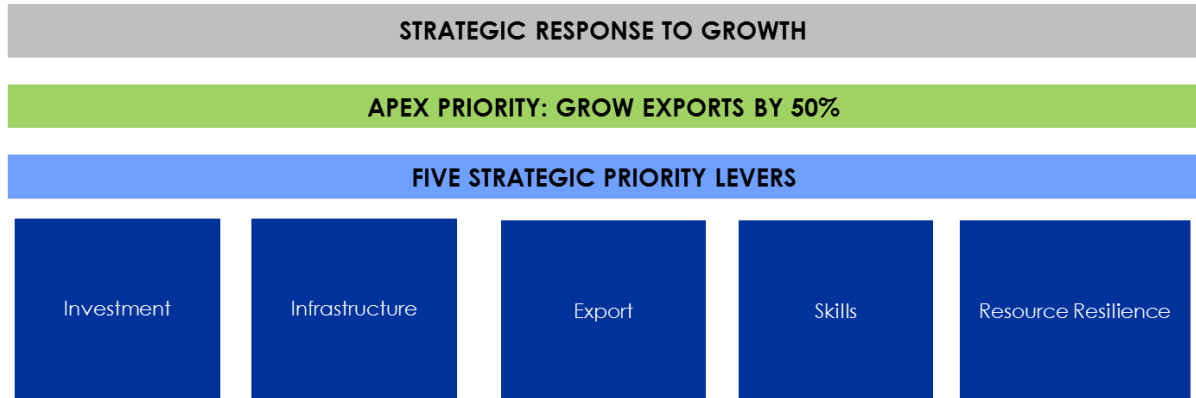 STRATEGIC RESPONSE TO GROWTH
APEX PRIORITY: GROW EXPORTS BY 50%
FIVE STRATEGIC PRIORITY LEVERS
Investment
Infrastructure
Export
Skills
Resource Resilience